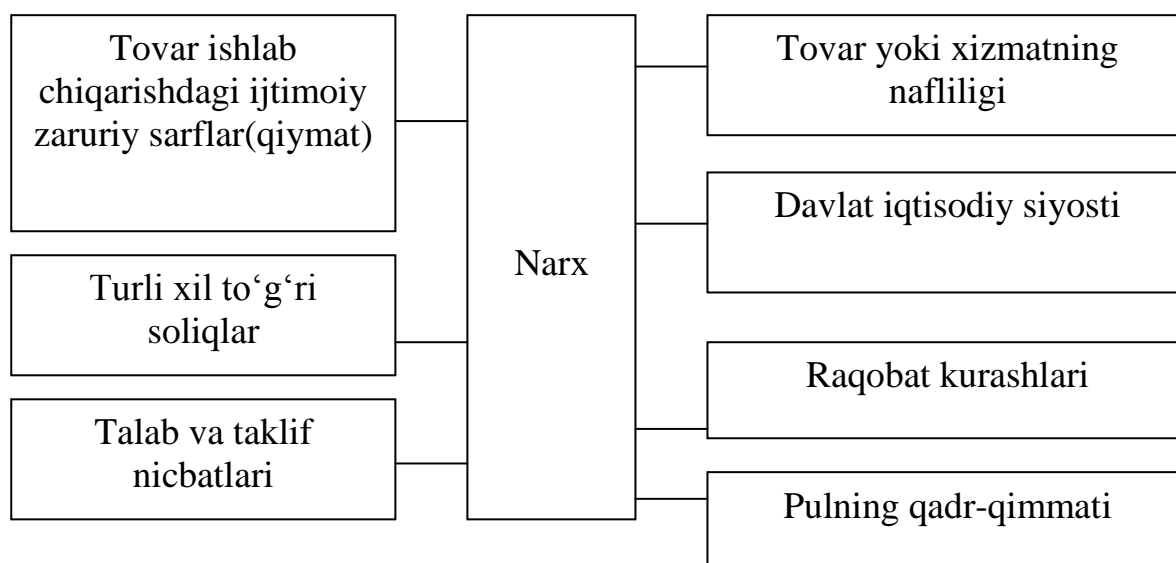 Tovar ishlab
chiqarishdagi ijtimoiy
zaruriy sarflar(qiymat)
Turli xil to‘g‘ri
soliqlar
Talab va taklif
nicbatlari
Narx
Tovar yoki xizmatning
nafliligi
Davlat iqtisodiy siyosti
Raqobat kurashlari
Pulning qadr-qimmati